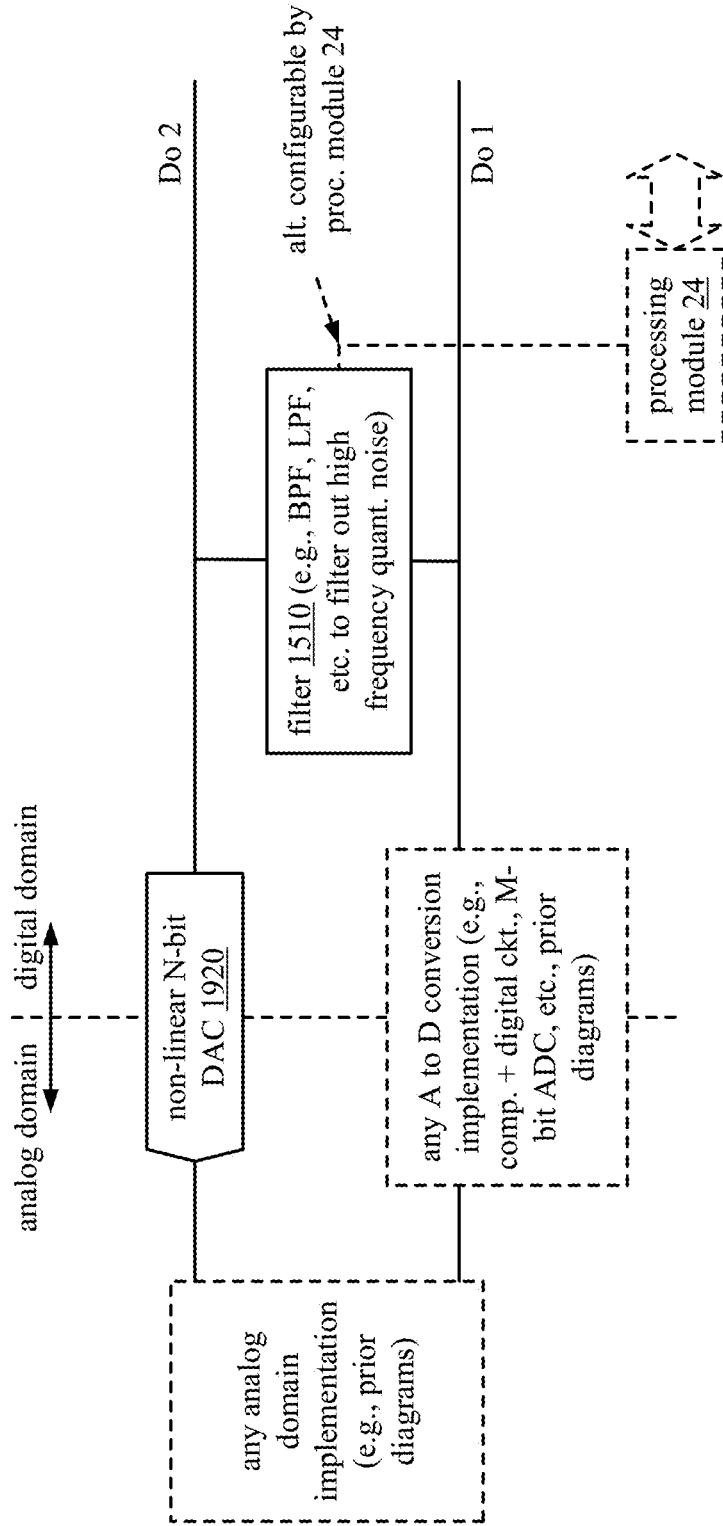 analog domain
digital domain
any analog
domain
implementation
(e.g., prior
diagrams)
non-linear N-bit
DAC 1920
Do 2
any A to D conversion
implementation (e.g.,
comp. + digital ckt., M-
bit ADC, etc., prior
diagrams)
filter 1510 (e.g., BPF, LPF,
etc. to filter out high
frequency quant. noise)
alt. configurable by
proc. module 24
Do 1
processing
module 24